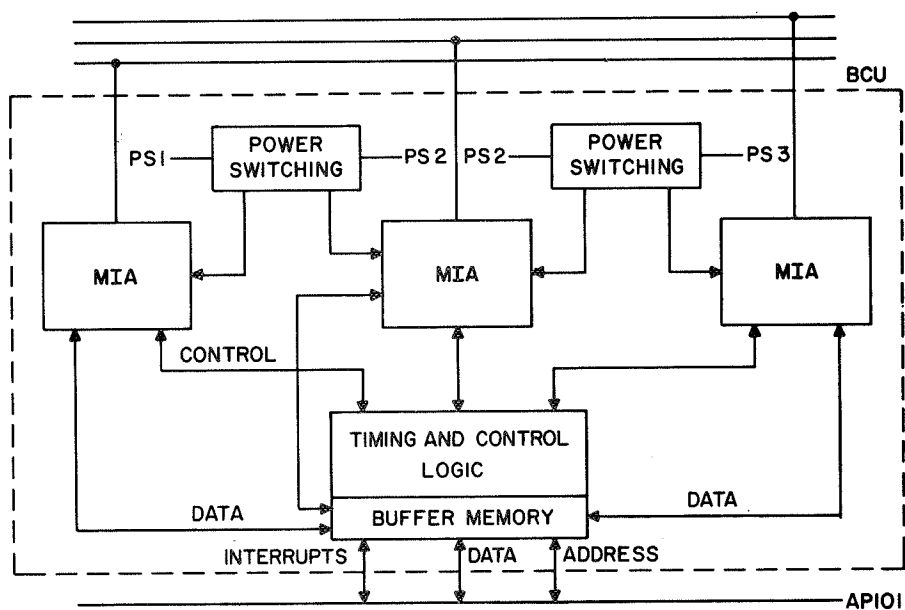 BCU
POWER
SWITCHING
POWER
SWITCHING
PS1
PS2
PS2
PS3
MIA
MIA
MIA
CONTROL
TIMING AND CONTROL
LOGIC
DATA
BUFFER MEMORY
DATA
INTERRUPTS
DATA
ADDRESS
AP101